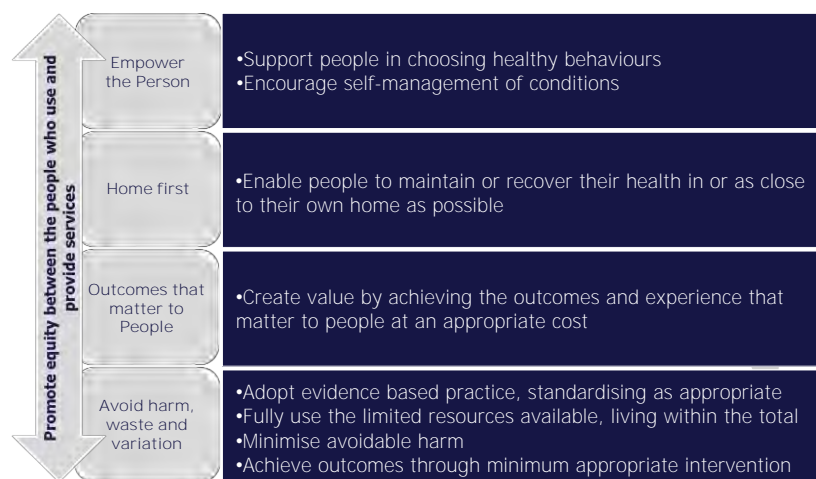 Promote equity between the people who use and
provide services
Empower
the Person
•Support people in choosing healthy behaviours
•Encourage self-management of conditions
Home first
•Enable people to maintain or recover their health in or as close
to their own home as possible
Outcomes that
matter to
People
•Create value by achieving the outcomes and experience that
matter to people at an appropriate cost
Avoid harm,
waste and
variation
•Adopt evidence based practice, standardising as appropriate
•Fully use the limited resources available, living within the total
•Minimise avoidable harm
•Achieve outcomes through minimum appropriate intervention